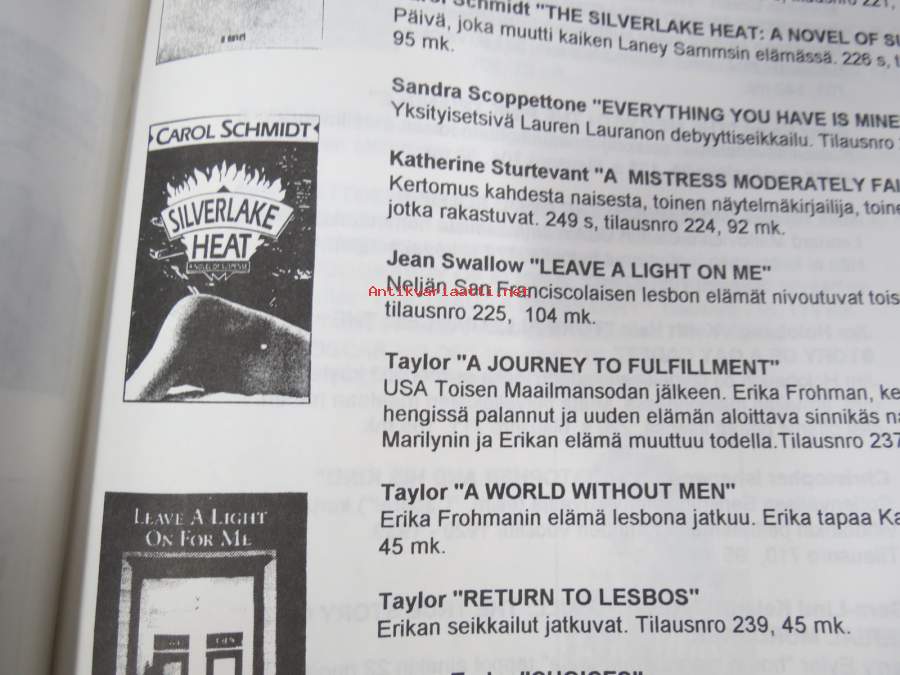 Schmidt "THE SILVERLAKE HEAT: A NOVEL OF
Päivä, joka muutti kaiken Laney Sammsin elämässä. 226 s,
95 mk.
Sandra Scoppettone "EVERYTHING YOU HAVE IS MINE
Yksityisetsivä Lauren Lauranon debyyttiseikkailu. Tilausnro
Katherine Sturtevant "A MISTRESS MODERATELY FAI
Kertomus kahdesta naisesta, toinen näytelmäkirjailija, toine
jotka rakastuvat. 249 s, tilausnro 224, 92 mk.
Jean Swallow "LEAVE A LIGHT ON ME"
Neljän San Franciscolaisen lesbon elämät nivoutuvat tois
tilausnro 225, 104 mk.
Taylor "A JOURNEY TO FULFILLMENT"
USA Toisen Maailmansodan jälkeen. Erika Frohman, ke
hengissä palannut ja uuden elämän aloittava sinnikäs na
Marilynin ja Erikan elämä muuttuu todella.Tilausnro 237
Taylor "A WORLD WITHOUT MEN"
Erika Frohmanin elämä lesbona jatkuu. Erika tapaa Ka
45 mk.
Taylor "RETURN TO LESBOS"
Erikan seikkailut jatkuvat. Tilausnro 239, 45 mk.
CAROL SCHMIDT
SILVERLAKE
HEAT
LEAVE A LIGHT
ON FOR ME
Antikvariaatti.net